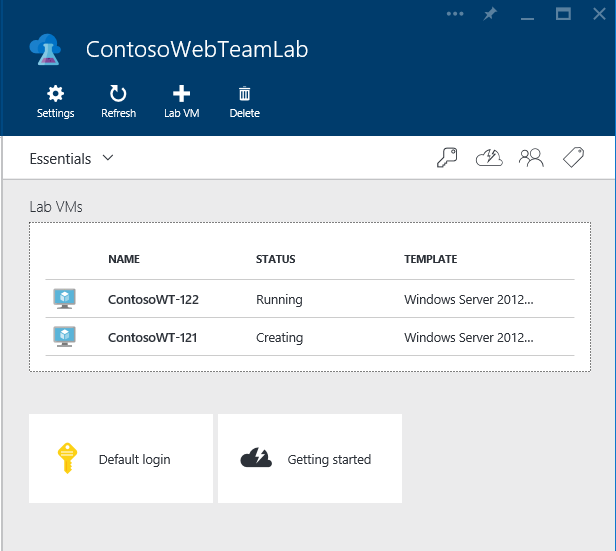 ContosoWebTeamLab
Settings Refresh Lab VM Delete
Essentials
Lab VMs
NAME STATUS TEMPLATE
ContosoWT-122 Running Windows Server 2012...
ContosoWT-121 Creating Windows Server 2012...
Default login Getting started